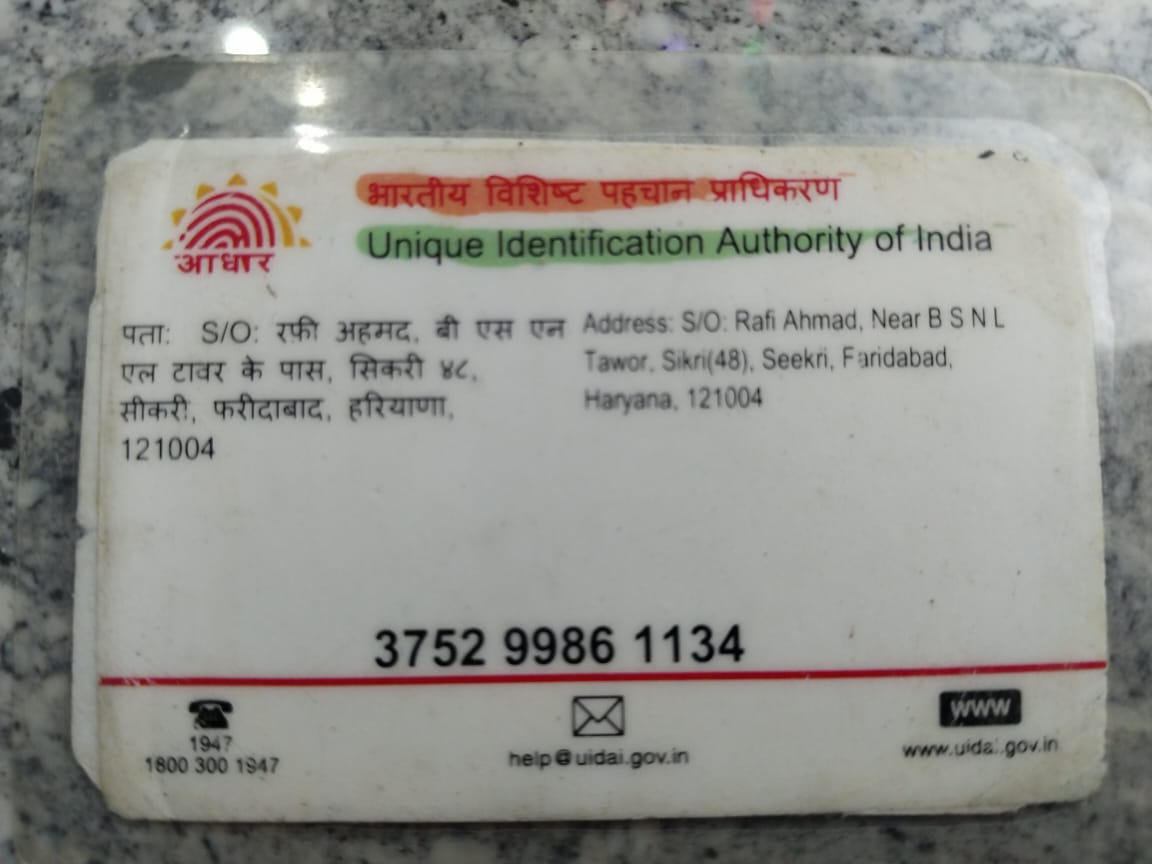 आधार
भारतीय विशिष्ट पहचान प्राधिकरण
Unique Identification Authority of India
पता: S/O: रफ़ी अहमद, बी एस एन
एल टावर के पास, सिकरी ४८,
सीकरी, फरीदाबाद, हरियाणा,
121004
Address: S/O: Rafi Ahmad, Near B S N L
Tawor, Sikri(48), Seekri, Faridabad,
Haryana, 121004
3752 9986 1134
1947
1800 300 1947
help@uidai.gov.in
www
www.uidai.gov.in